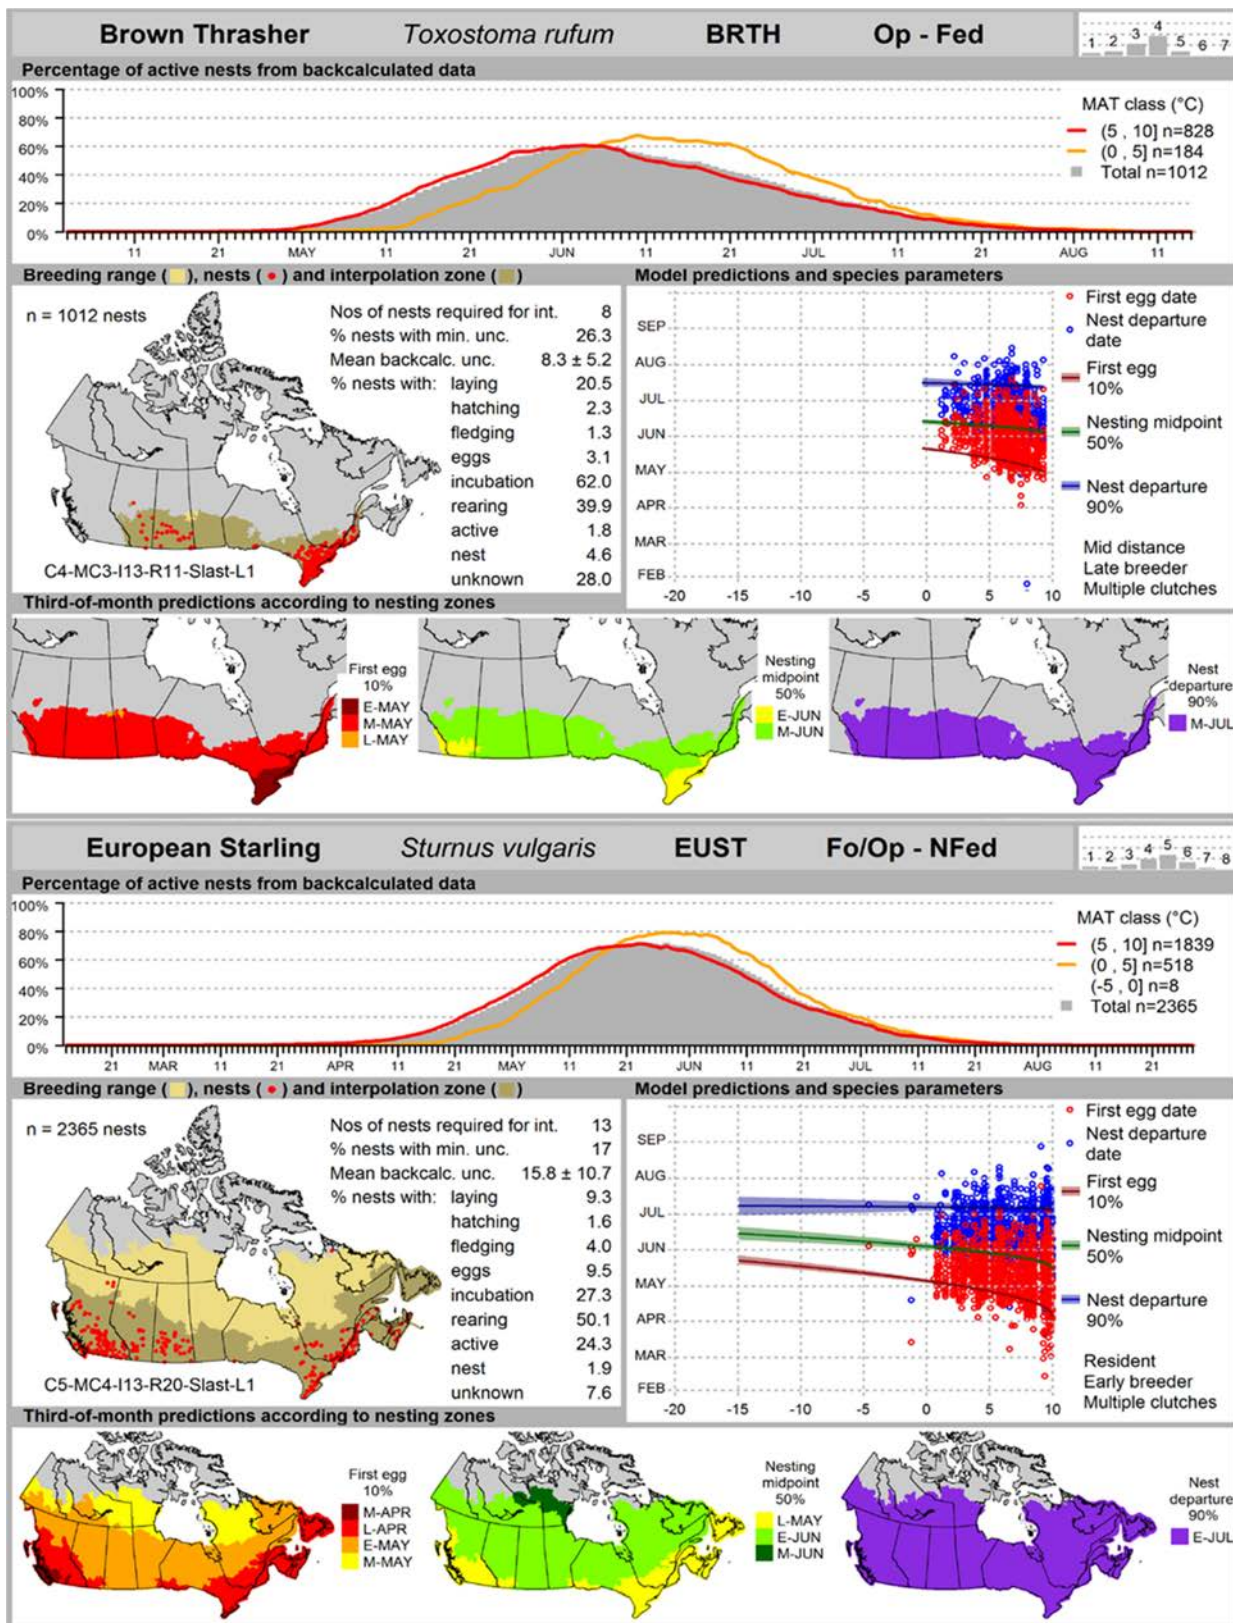 Brown Thrasher Toxostoma rufum BRTH Op - Fed
1 2 3 4 5 6 7
Percentage of active nests from backcalculated data
100%
80%
60%
40%
20%
0%
11 21 MAY 11 21 JUN 11 21 JUL 11 21 AUG 11
MAT class (°C)
(5 , 10] n=828
(0 , 5] n=184
Total n=1012
Breeding range ( ), nests ( ) and interpolation zone ( )
n = 1012 nests
Nos of nests required for int. 8
% nests with min. unc. 26.3
Mean backcalc. unc. 8.3 ± 5.2
% nests with: laying 20.5
hatching 2.3
fledging 1.3
eggs 3.1
incubation 62.0
rearing 39.9
active 1.8
nest 4.6
unknown 28.0
C4-MC3-I13-R11-Slast-L1
Model predictions and species parameters
SEP
AUG
JUL
JUN
MAY
APR
MAR
FEB
-20 -15 -10 -5 0 5 10
First egg date
Nest departure
date
First egg
10%
Nesting midpoint
50%
Nest departure
90%
Mid distance
Late breeder
Multiple clutches
Third-of-month predictions according to nesting zones
First egg
10%
E-MAY
M-MAY
L-MAY
Nesting
midpoint
50%
E-JUN
M-JUN
Nest
departure
90%
M-JUL
European Starling Sturnus vulgaris EUST Fo/Op - NFed
1 2 3 4 5 6 7 8
Percentage of active nests from backcalculated data
100%
80%
60%
40%
20%
0%
21 MAR 11 21 APR 11 21 MAY 11 21 JUN 11 21 JUL 11 21 AUG 11 21
MAT class (°C)
(5 , 10] n=1839
(0 , 5] n=518
(-5 , 0] n=8
Total n=2365
Breeding range ( ), nests ( ) and interpolation zone ( )
n = 2365 nests
Nos of nests required for int. 13
% nests with min. unc. 17
Mean backcalc. unc. 15.8 ± 10.7
% nests with: laying 9.3
hatching 1.6
fledging 4.0
eggs 9.5
incubation 27.3
rearing 50.1
active 24.3
nest 1.9
unknown 7.6
C5-MC4-I13-R20-Slast-L1
Model predictions and species parameters
SEP
AUG
JUL
JUN
MAY
APR
MAR
FEB
-20 -15 -10 -5 0 5 10
First egg date
Nest departure
date
First egg
10%
Nesting midpoint
50%
Nest departure
90%
Resident
Early breeder
Multiple clutches
Third-of-month predictions according to nesting zones
First egg
10%
M-APR
L-APR
E-MAY
M-MAY
Nesting
midpoint
50%
L-MAY
E-JUN
M-JUN
Nest
departure
90%
E-JUL